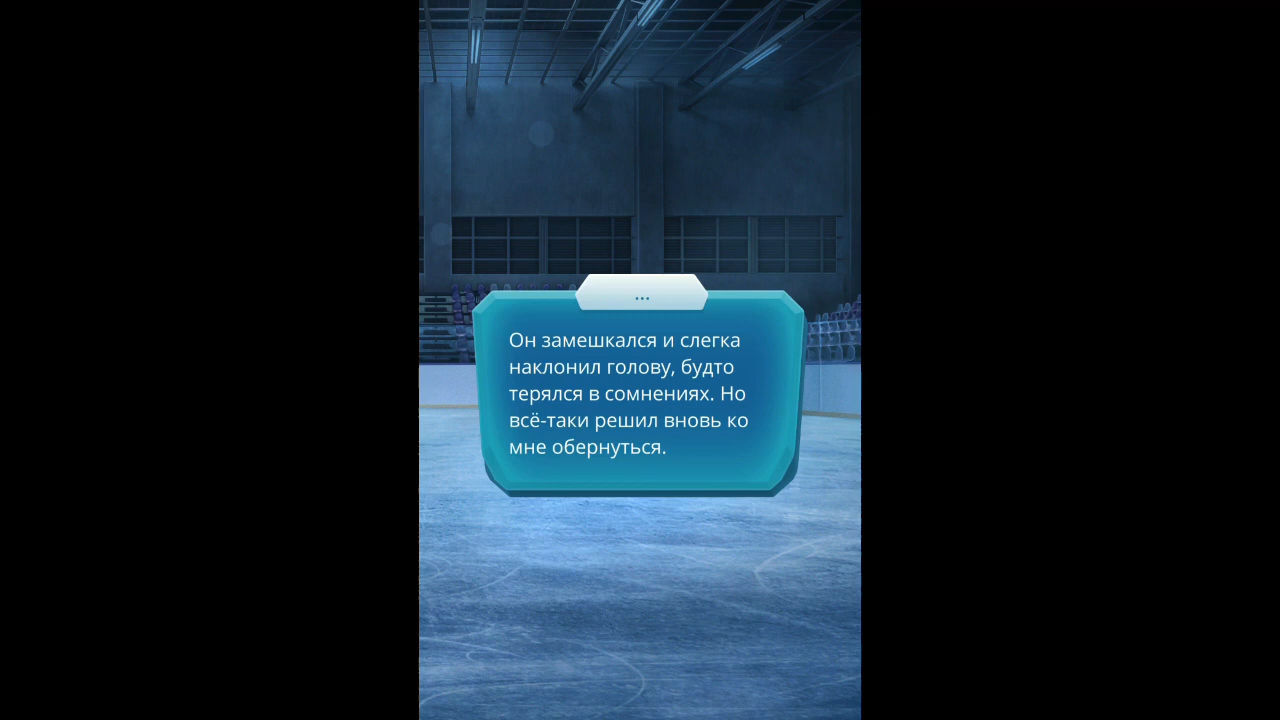 ...
Он замешкался и слегка
наклонил голову, будто
терялся в сомнениях. Но
всё-таки решил вновь ко
мне обернуться.